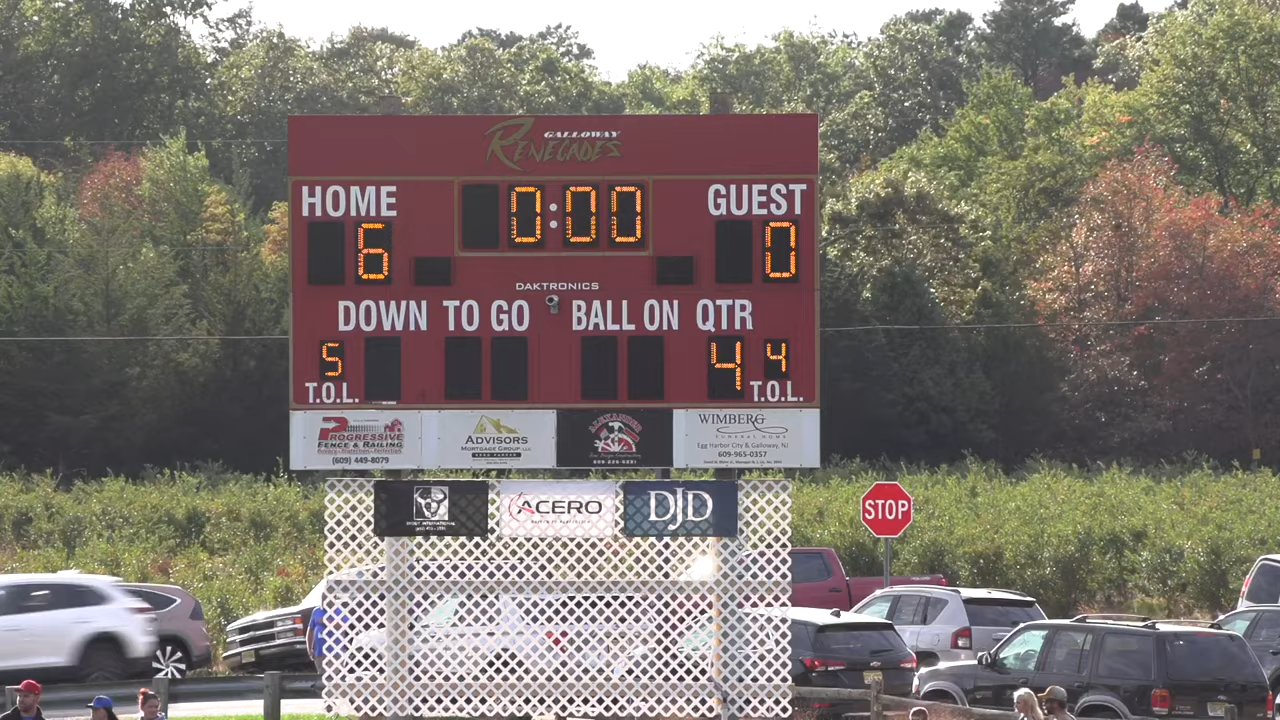 GALLOWAY
RENEGADES
HOME 0:00 GUEST
6 0
DAKTRONICS
DOWN TO GO BALL ON QTR
5 4 4
T.O.L. T.O.L.
PROGRESSIVE
FENCE & RAILING
(609) 449-8079
ADVISORS
MORTGAGE GROUP, LLC
ALEXANDER
WIMBERG
FUNERAL HOME
Egg Harbor City & Galloway, NJ
609-965-0357
ACERO
DJD
STOP